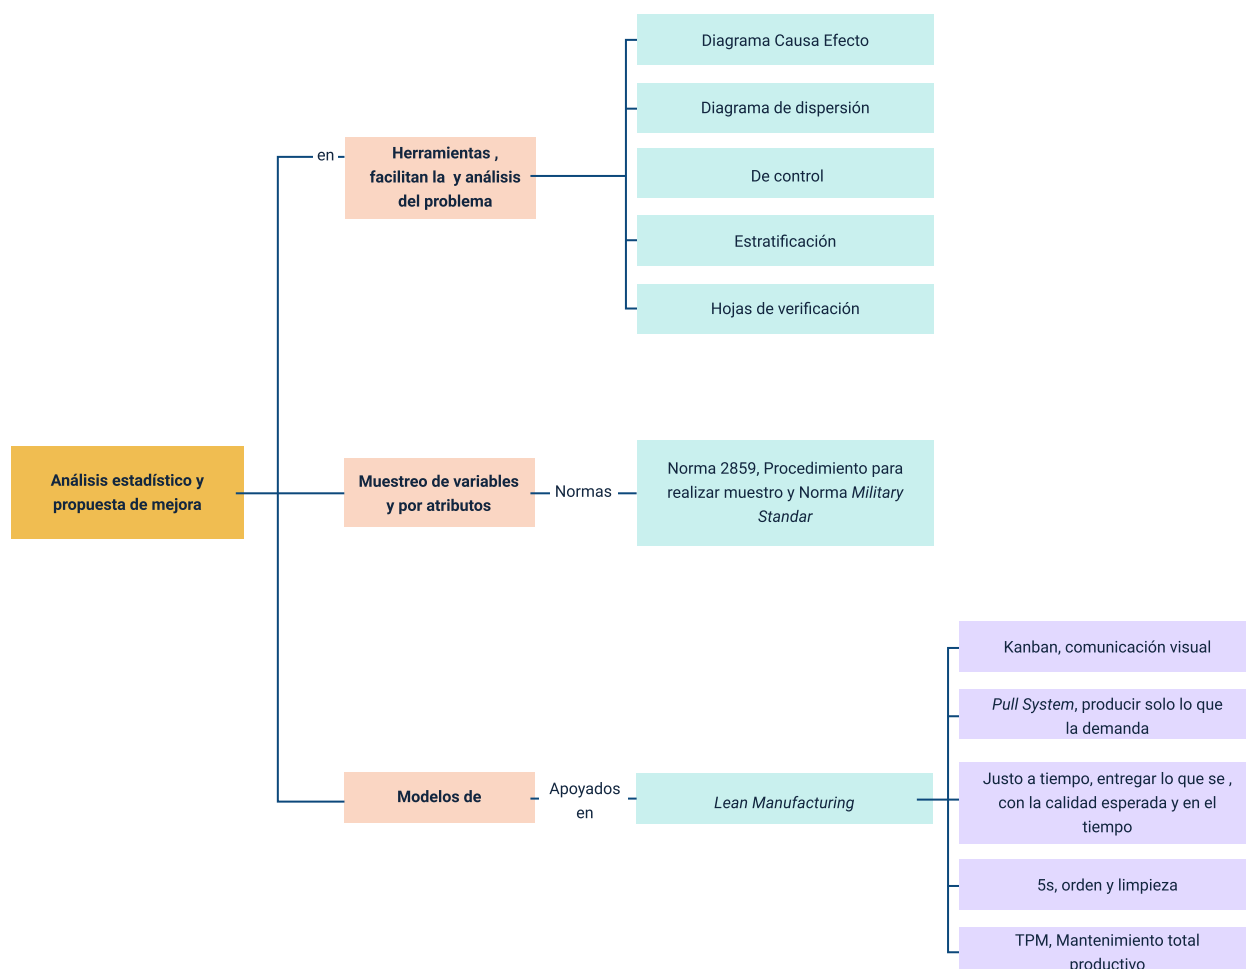 Diagrama Causa Efecto
Diagrama de dispersión
en
Herramientas ,
facilitan la  y análisis
del problema
De control
Estratificación
Hojas de verificación
Análisis estadístico y
propuesta de mejora
Muestreo de variables
y por atributos
Normas
Norma 2859, Procedimiento para
realizar muestro y Norma Military
Standar
Modelos de
Apoyados
en
Lean Manufacturing
Kanban, comunicación visual
Pull System, producir solo lo que
la demanda
Justo a tiempo, entregar lo que se ,
con la calidad esperada y en el
tiempo
5s, orden y limpieza
TPM, Mantenimiento total
productivo